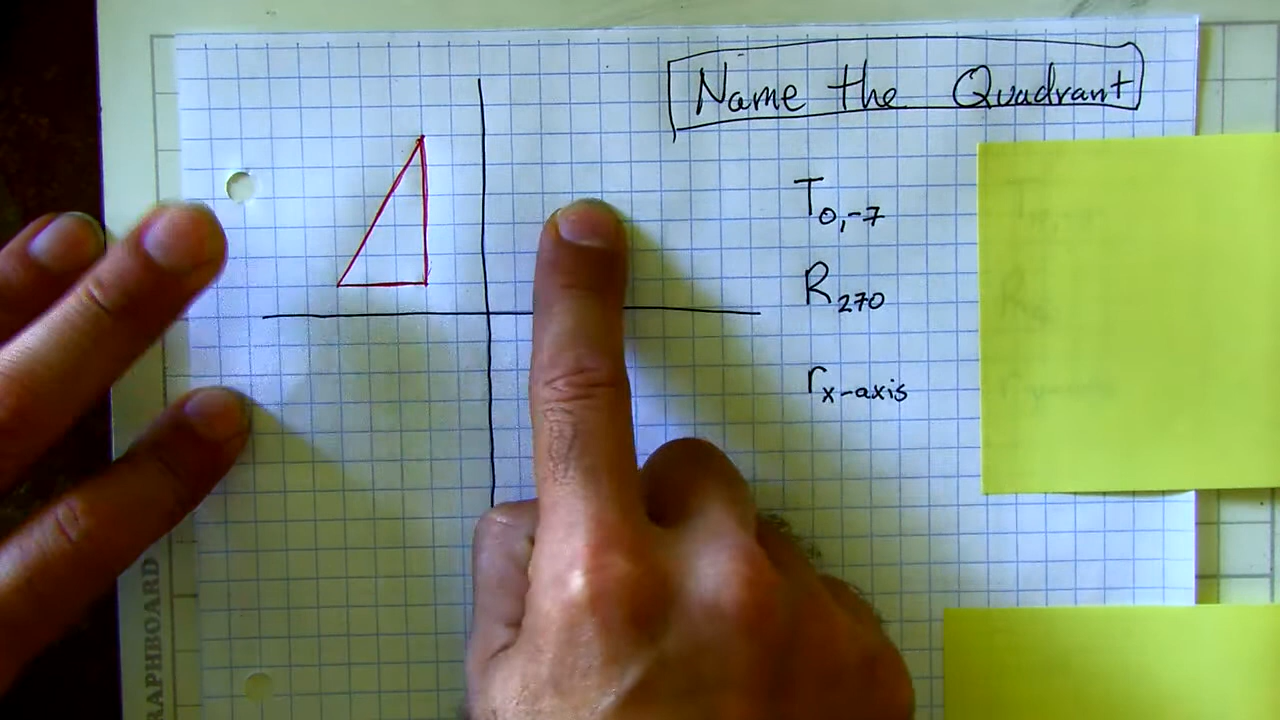 Name the Quadrant
T0,-7
R270
rx-axis
RAPHBOARD